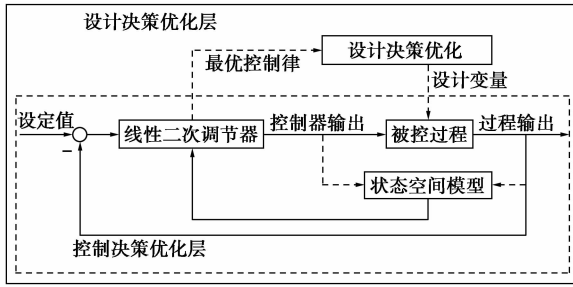 设计决策优化层
设计决策优化
最优控制律
设计变量
设定值
线性二次调节器
控制器输出
被控过程
过程输出
状态空间模型
控制决策优化层